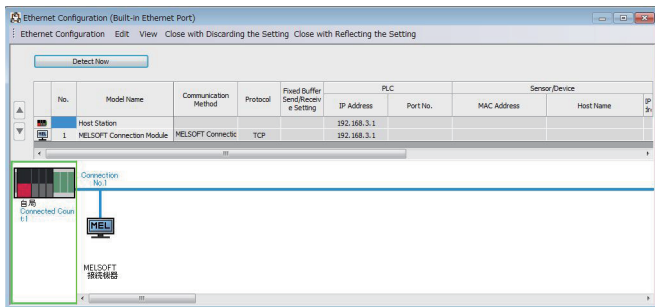 Ethernet Configuration (Built-in Ethernet Port)
Ethernet Configuration Edit View Close with Discarding the Setting Close with Reflecting the Setting
Detect Now
No. Model Name Communication Method Protocol Fixed Buffer Send/Receiv e Setting PLC Sensor/Device
IP Address Port No. MAC Address Host Name IP
Host Station 192.168.3.1
1 MELSOFT Connection Module MELSOFT Connectic TCP 192.168.3.1
Connection
No.1
自局
Connected Coun
t:1
MEL
MELSOFT
接続機器